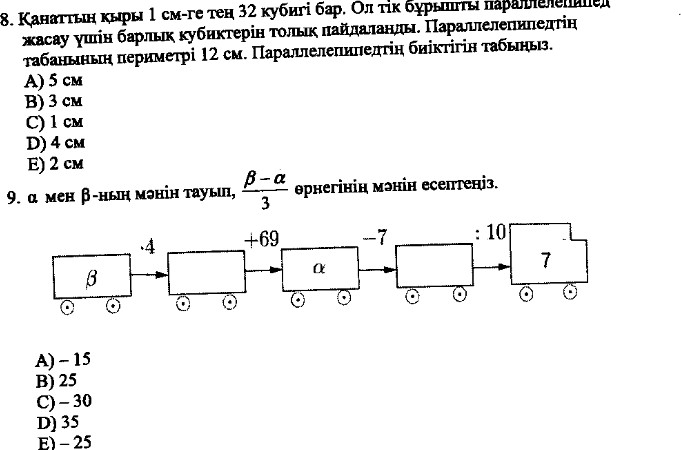 8. Қанаттың қыры 1 см-ге тең 32 кубигі бар. Ол тік бұрышты параллелепипед
жасау үшін барлық кубиктерін толық пайдаланды. Параллелепипедтің
табанының периметрі 12 см. Параллелепипедтің биіктігін табыңыз.
A) 5 см
B) 3 см
C) 1 см
D) 4 см
E) 2 см
9. α мен β-ның мәнін тауып, (β – α)/3 өрнегінің мәнін есептеңіз.
·4 +69 –7 : 10
β α 7
A) – 15
B) 25
C) – 30
D) 35
E) – 25